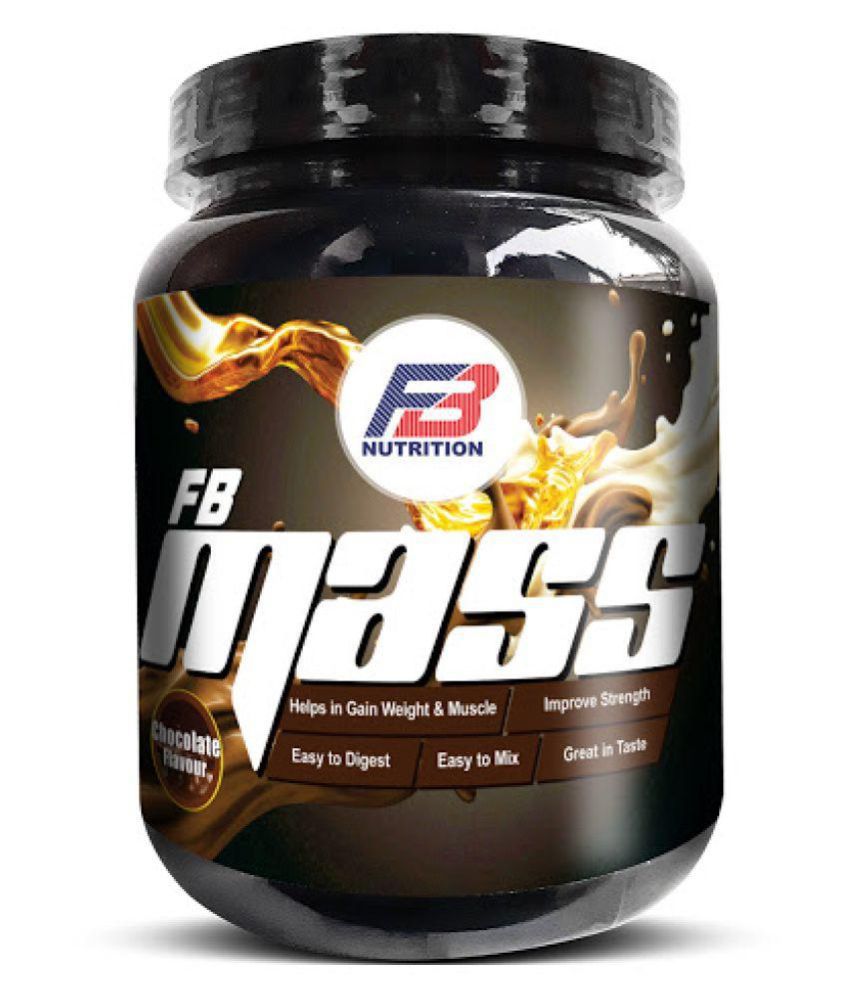 FB
NUTRITION
FB
mass
Helps in Gain Weight & Muscle
Improve Strength
Easy to Digest
Easy to Mix
Great in Taste
Chocolate
Flavour